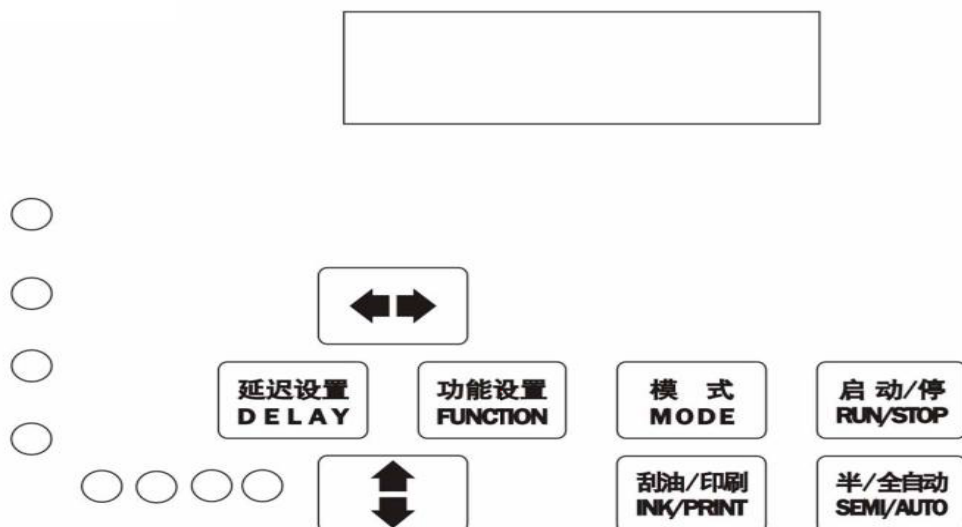 延迟设置
DELAY
功能设置
FUNCTION
模 式
MODE
启 动/停
RUN/STOP
刮油/印刷
INK/PRINT
半/全自动
SEMI/AUTO